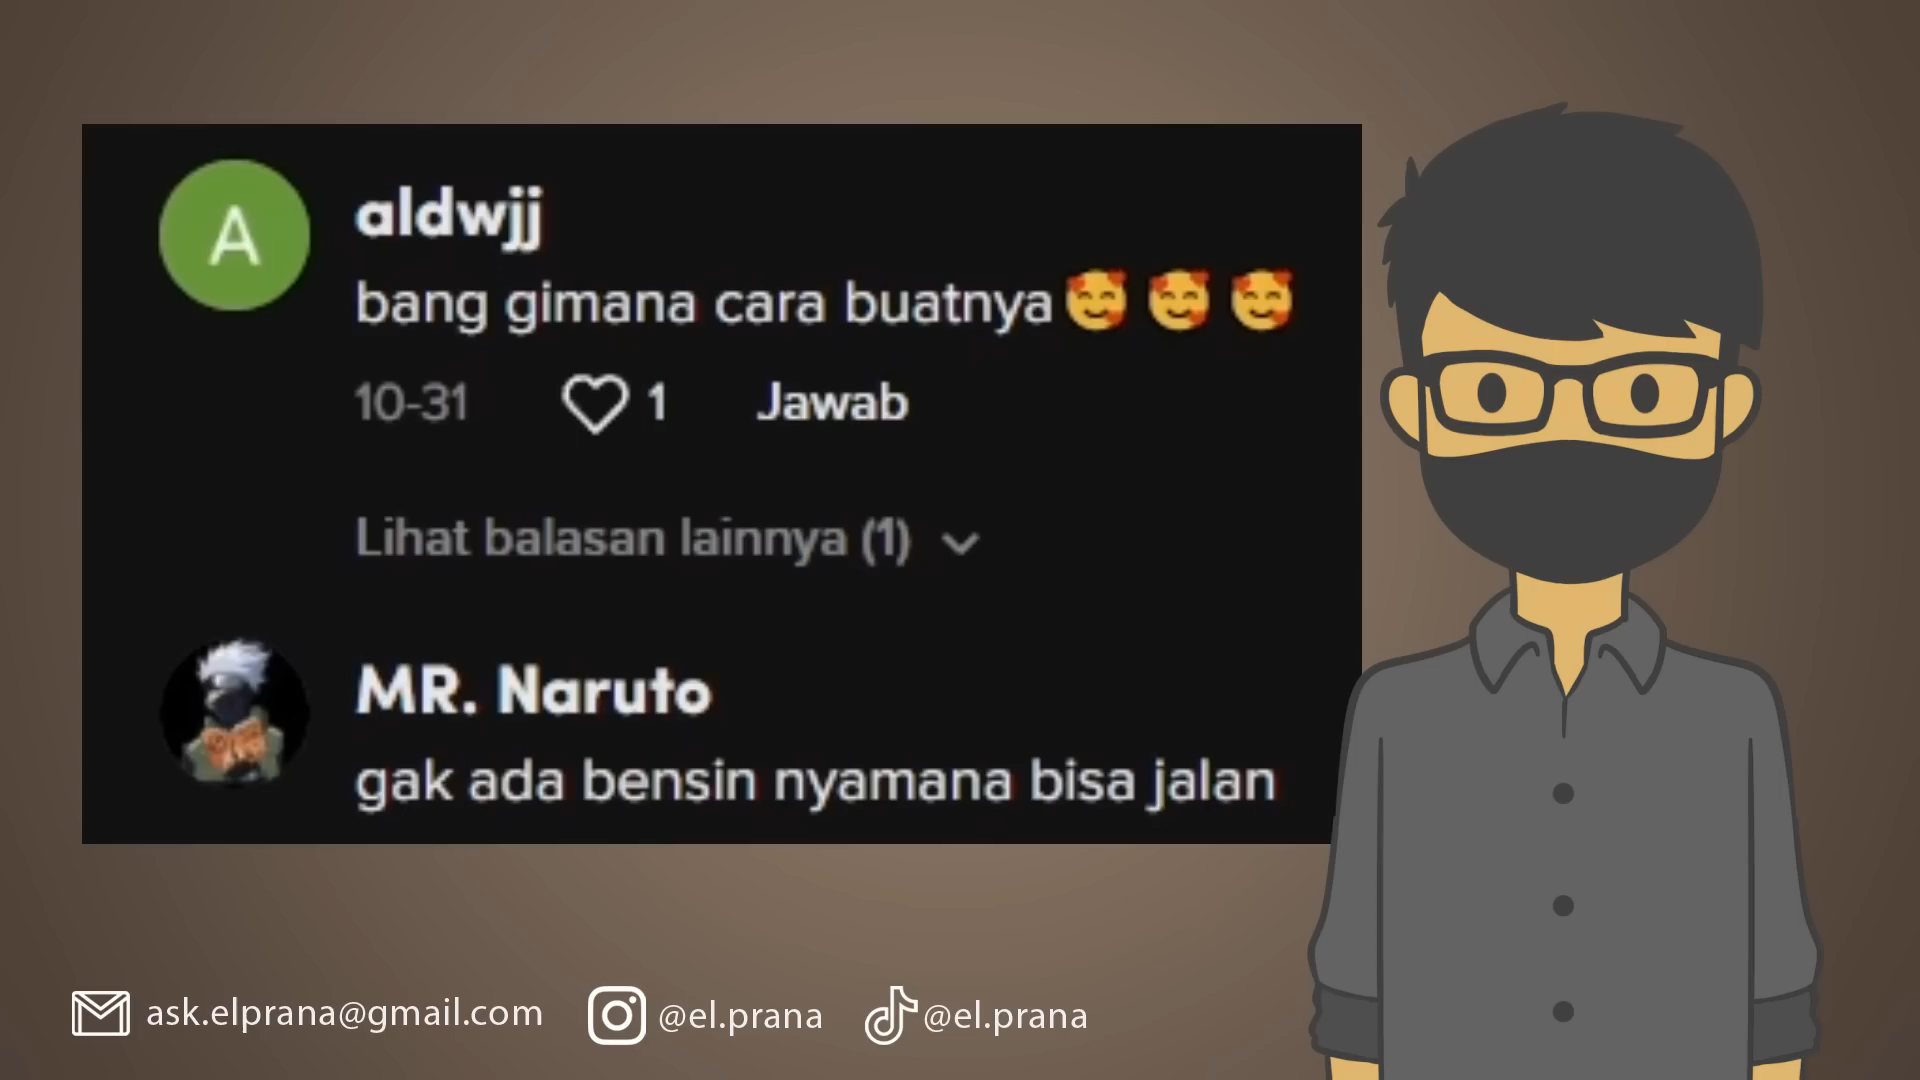 A
aldwjj
bang gimana cara buatnya🥰🥰🥰
10-31 1 Jawab
Lihat balasan lainnya (1)
MR. Naruto
gak ada bensin nyamana bisa jalan
ask.elprana@gmail.com @el.prana @el.prana